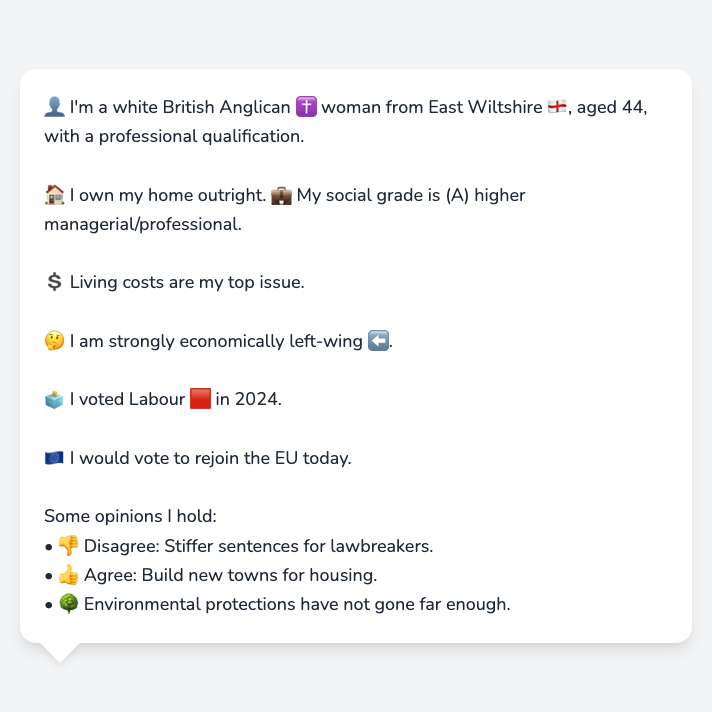 👤 I'm a white British Anglican ✝️ woman from East Wiltshire 🏴󠁧󠁢󠁥󠁮󠁧󠁿, aged 44,
with a professional qualification.
🏠 I own my home outright. 💼 My social grade is (A) higher
managerial/professional.
💲 Living costs are my top issue.
🤔 I am strongly economically left-wing ⬅️.
🗳️ I voted Labour 🟥 in 2024.
🇪🇺 I would vote to rejoin the EU today.
Some opinions I hold:
• 👎 Disagree: Stiffer sentences for lawbreakers.
• 👍 Agree: Build new towns for housing.
• 🌳 Environmental protections have not gone far enough.